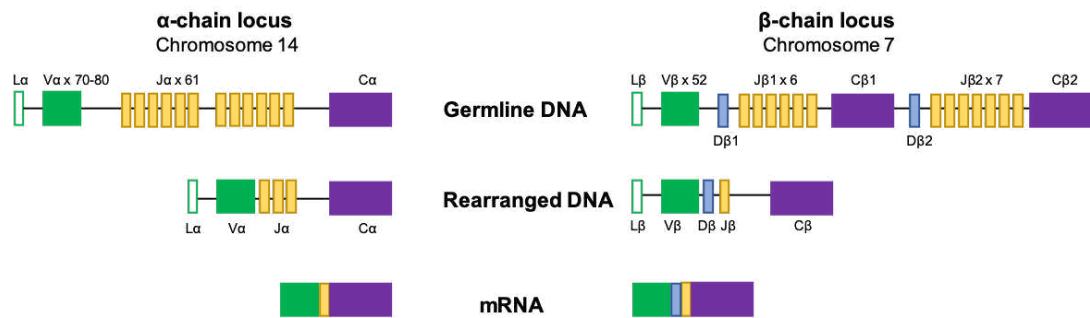 α-chain locus
Chromosome 14
β-chain locus
Chromosome 7
Lα Vα x 70-80 Jα x 61 Cα
Germline DNA
Lβ Vβ x 52 Jβ1 x 6 Cβ1 Jβ2 x 7 Cβ2
Dβ1 Dβ2
Rearranged DNA
Lα Vα Jα Cα
Lβ Vβ Dβ Jβ Cβ
mRNA